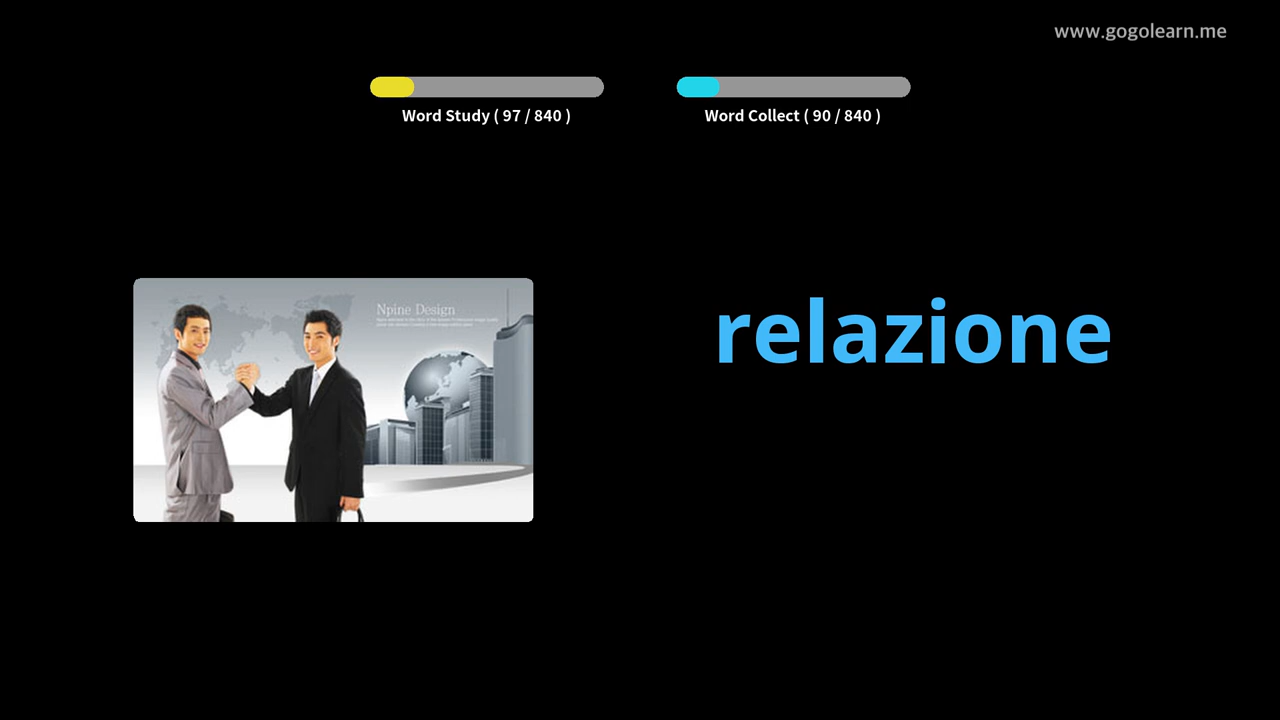 www.gogolearn.me
Word Study ( 97 / 840 )
Word Collect ( 90 / 840 )
Npine Design
relazione